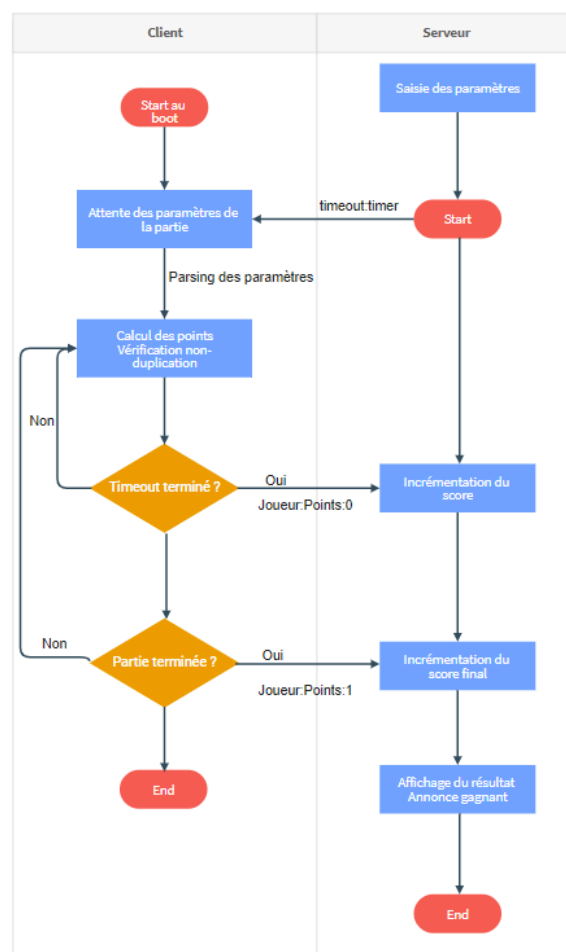 Client
Serveur
Saisie des paramètres
Start au
boot
timeout:timer
Attente des paramètres de
la partie
Start
Parsing des paramètres
Calcul des points
Vérification non-
duplication
Non
Timeout terminé ?
Oui
Joueur:Points:0
Incrémentation du
score
Non
Partie terminée ?
Oui
Joueur:Points:1
Incrémentation du
score final
End
Affichage du résultat
Annonce gagnant
End